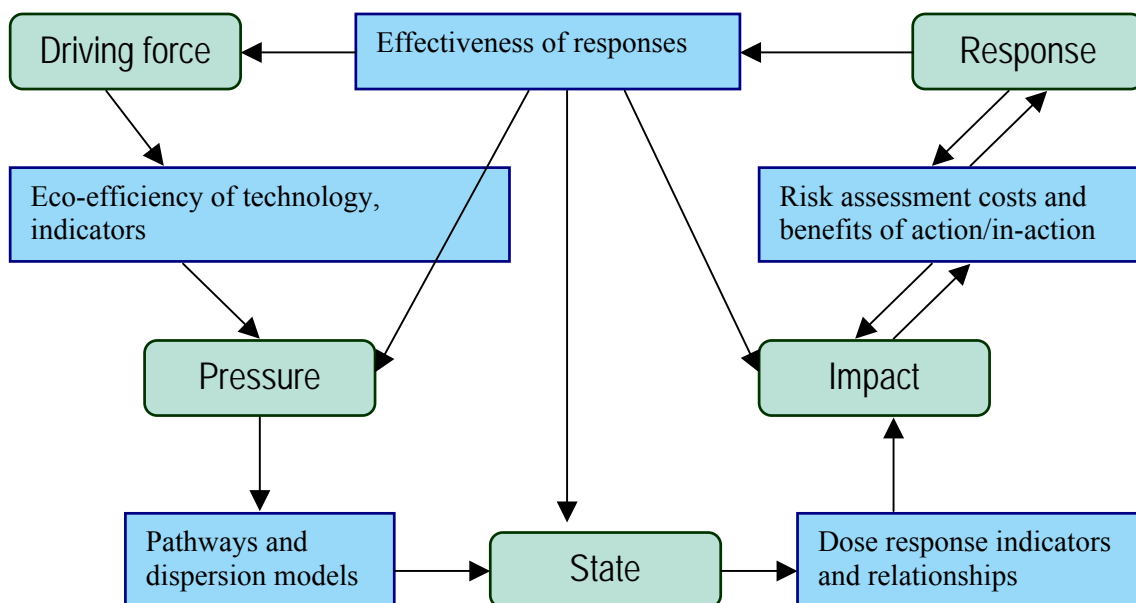 Driving force
Effectiveness of responses
Response
Eco-efficiency of technology,
indicators
Risk assessment costs and
benefits of action/in-action
Pressure
Impact
Pathways and
dispersion models
State
Dose response indicators
and relationships